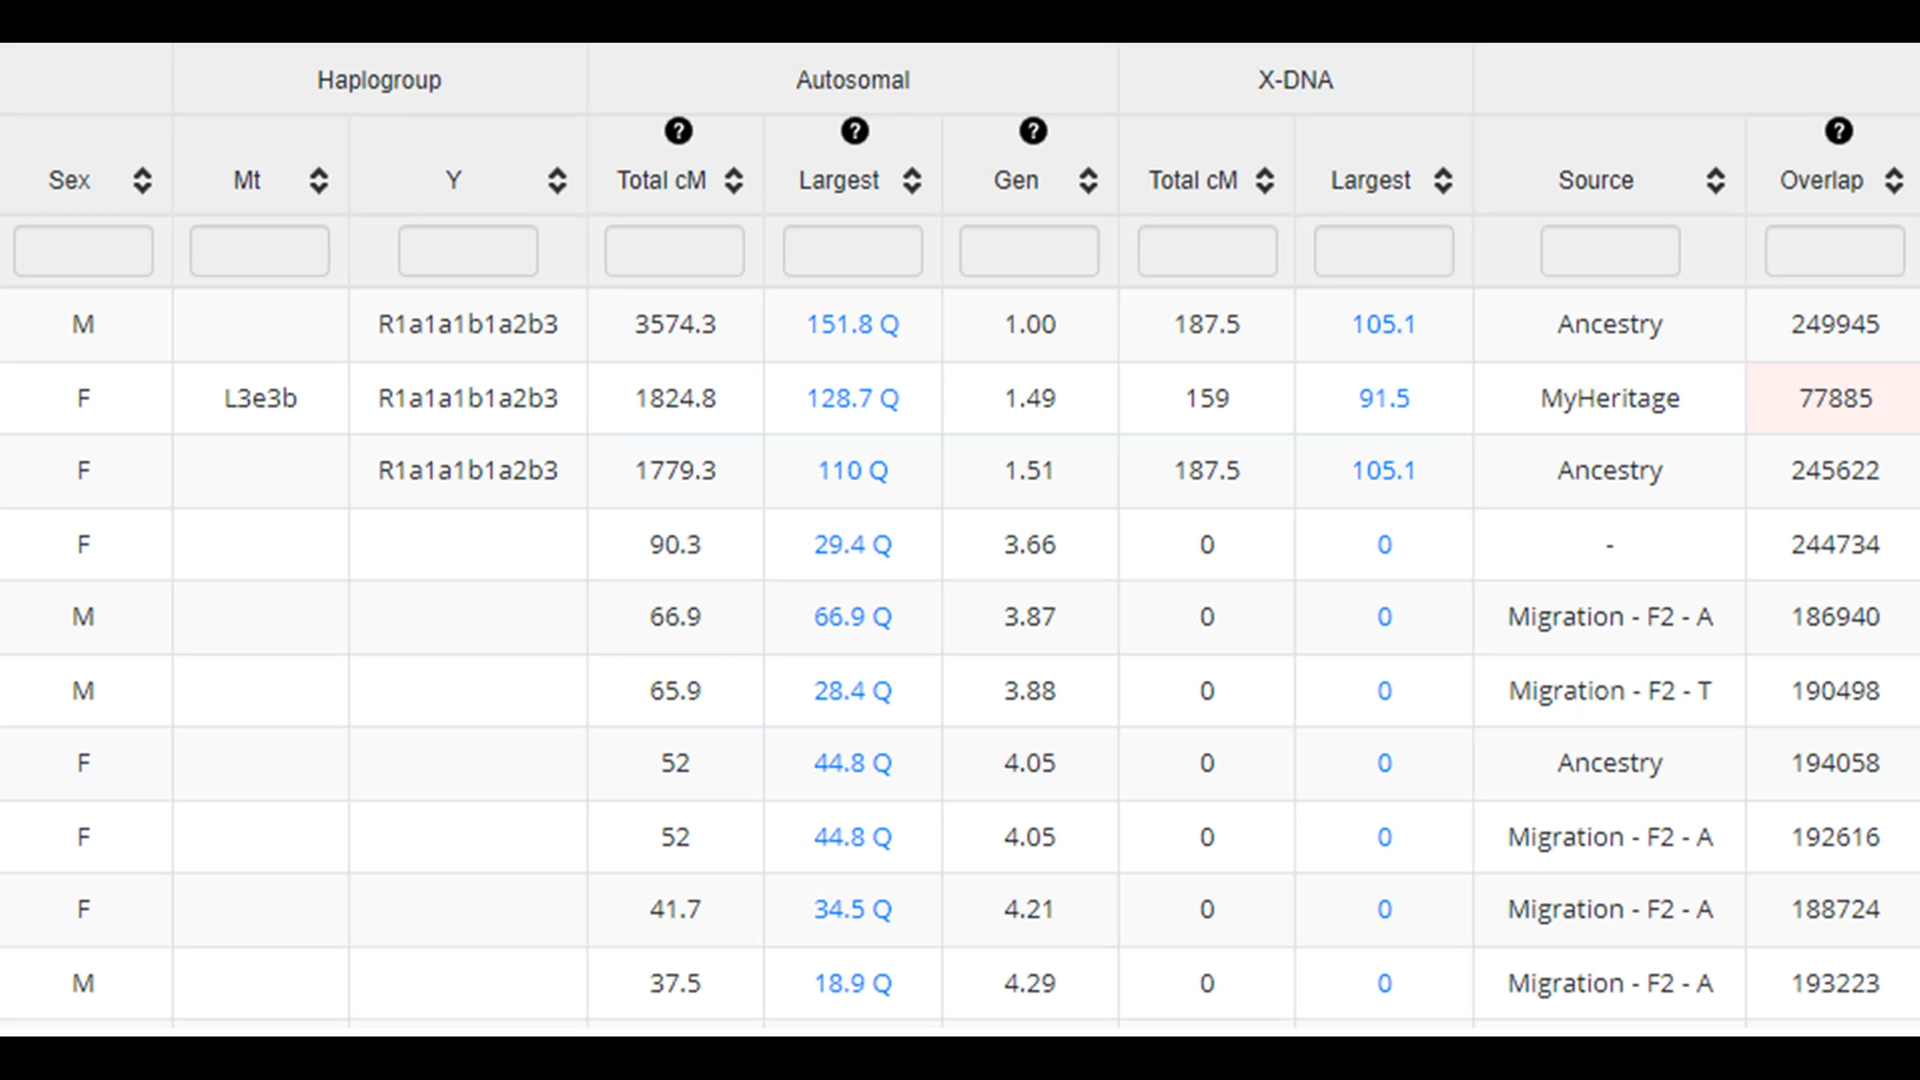 Haplogroup Autosomal X-DNA
? ? ? ?
Sex Mt Y Total cM Largest Gen Total cM Largest Source Overlap
M R1a1a1b1a2b3 3574.3 151.8 Q 1.00 187.5 105.1 Ancestry 249945
F L3e3b R1a1a1b1a2b3 1824.8 128.7 Q 1.49 159 91.5 MyHeritage 77885
F R1a1a1b1a2b3 1779.3 110 Q 1.51 187.5 105.1 Ancestry 245622
F 90.3 29.4 Q 3.66 0 0 - 244734
M 66.9 66.9 Q 3.87 0 0 Migration - F2 - A 186940
M 65.9 28.4 Q 3.88 0 0 Migration - F2 - T 190498
F 52 44.8 Q 4.05 0 0 Ancestry 194058
F 52 44.8 Q 4.05 0 0 Migration - F2 - A 192616
F 41.7 34.5 Q 4.21 0 0 Migration - F2 - A 188724
M 37.5 18.9 Q 4.29 0 0 Migration - F2 - A 193223